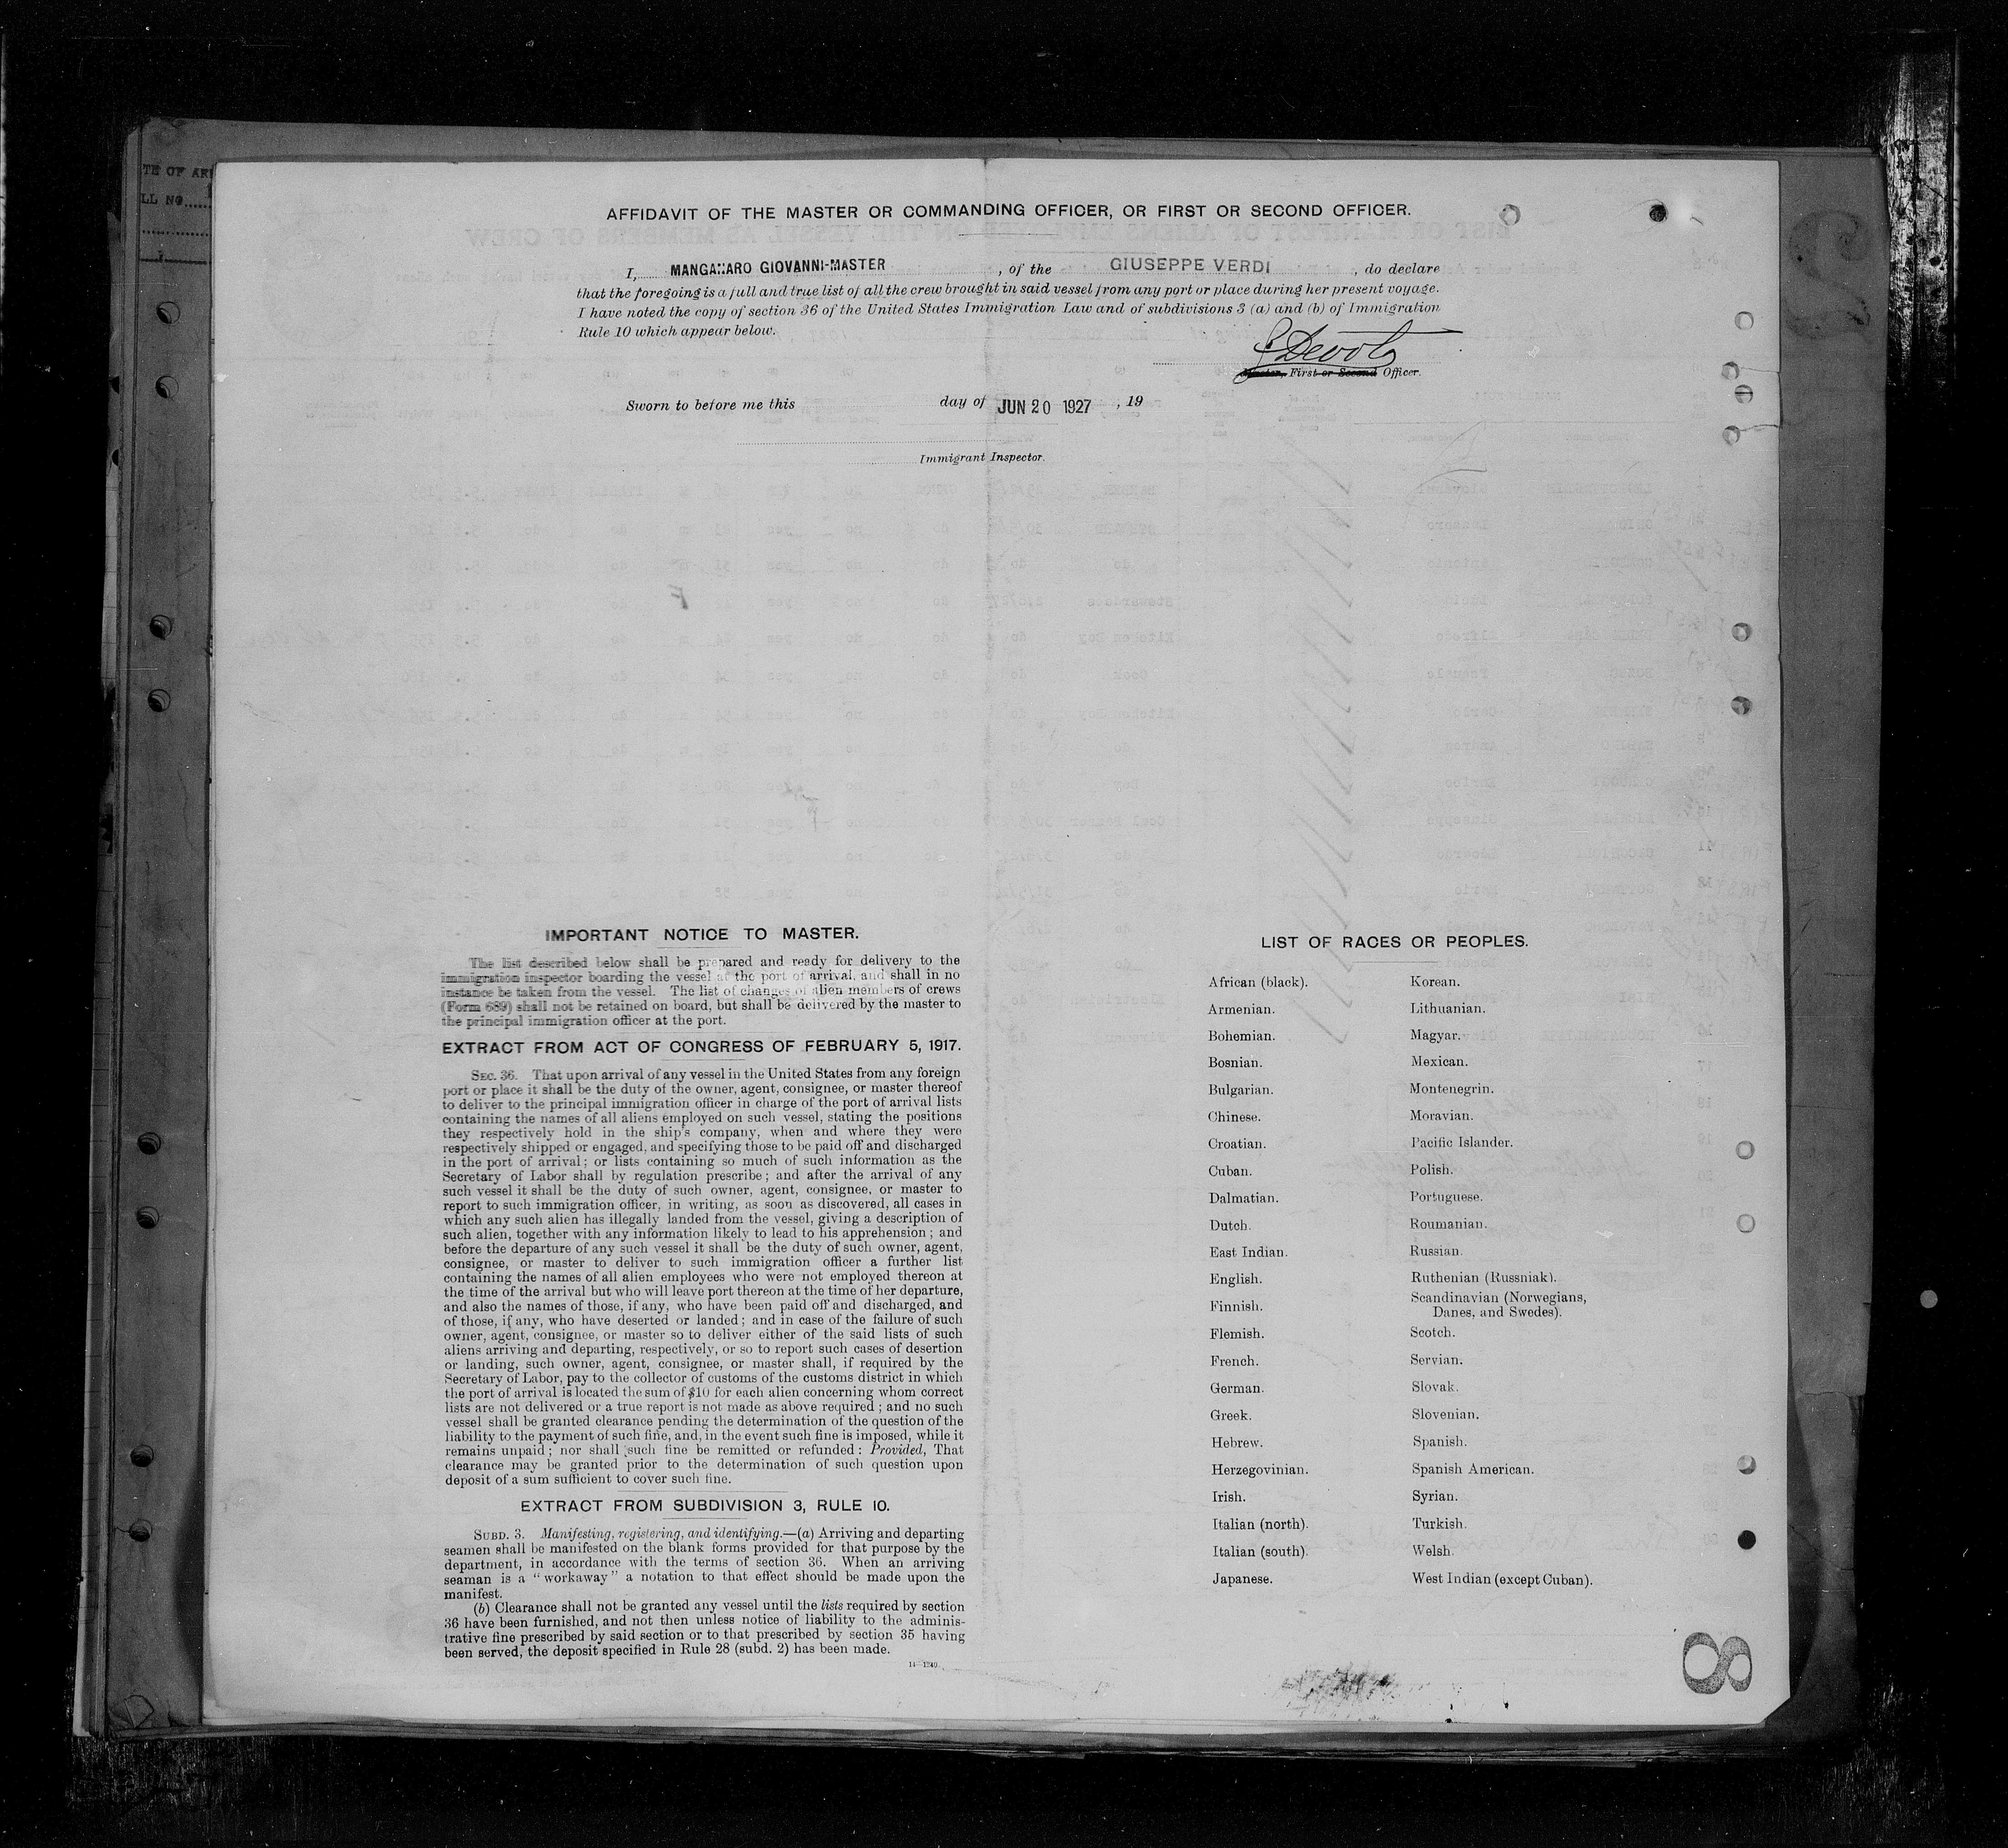 TE OF ARR
LL NO.
AFFIDAVIT OF THE MASTER OR COMMANDING OFFICER, OR FIRST OR SECOND OFFICER.
I, MANGANARO GIOVANNI-MASTER, of the GIUSEPPE VERDI, do declare
that the foregoing is a full and true list of all the crew brought in said vessel from any port or place during her present voyage.
I have noted the copy of section 36 of the United States Immigration Law and of subdivisions 3 (a) and (b) of Immigration
Rule 10 which appear below.
Master, First or Second Officer.
Sworn to before me this day of JUN 20 1927, 19
Immigrant Inspector.
IMPORTANT NOTICE TO MASTER.
The list described below shall be prepared and ready for delivery to the
immigration inspector boarding the vessel at the port of arrival, and shall in no
instance be taken from the vessel. The list of changes of alien members of crews
(Form 689) shall not be retained on board, but shall be delivered by the master to
the principal immigration officer at the port.
EXTRACT FROM ACT OF CONGRESS OF FEBRUARY 5, 1917.
SEC. 36. That upon arrival of any vessel in the United States from any foreign
port or place it shall be the duty of the owner, agent, consignee, or master thereof
to deliver to the principal immigration officer in charge of the port of arrival lists
containing the names of all aliens employed on such vessel, stating the positions
they respectively hold in the ship's company, when and where they were
respectively shipped or engaged, and specifying those to be paid off and discharged
in the port of arrival; or lists containing so much of such information as the
Secretary of Labor shall by regulation prescribe; and after the arrival of any
such vessel it shall be the duty of such owner, agent, consignee, or master to
report to such immigration officer, in writing, as soon as discovered, all cases in
which any such alien has illegally landed from the vessel, giving a description of
such alien, together with any information likely to lead to his apprehension; and
before the departure of any such vessel it shall be the duty of such owner, agent,
consignee, or master to deliver to such immigration officer a further list
containing the names of all alien employees who were not employed thereon at
the time of the arrival but who will leave port thereon at the time of her departure,
and also the names of those, if any, who have been paid off and discharged, and
of those, if any, who have deserted or landed; and in case of the failure of such
owner, agent, consignee, or master so to deliver either of the said lists of such
aliens arriving and departing, respectively, or so to report such cases of desertion
or landing, such owner, agent, consignee, or master shall, if required by the
Secretary of Labor, pay to the collector of customs of the customs district in which
the port of arrival is located the sum of $10 for each alien concerning whom correct
lists are not delivered or a true report is not made as above required; and no such
vessel shall be granted clearance pending the determination of the question of the
liability to the payment of such fine, and, in the event such fine is imposed, while it
remains unpaid; nor shall such fine be remitted or refunded: Provided, That
clearance may be granted prior to the determination of such question upon
deposit of a sum sufficient to cover such fine.
EXTRACT FROM SUBDIVISION 3, RULE 10.
SUBD. 3. Manifesting, registering, and identifying.—(a) Arriving and departing
seamen shall be manifested on the blank forms provided for that purpose by the
department, in accordance with the terms of section 36. When an arriving
seaman is a "workaway" a notation to that effect should be made upon the
manifest.
(b) Clearance shall not be granted any vessel until the lists required by section
36 have been furnished, and not then unless notice of liability to the adminis-
trative fine prescribed by said section or to that prescribed by section 35 having
been served, the deposit specified in Rule 28 (subd. 2) has been made.
14—1240
LIST OF RACES OR PEOPLES.
African (black).
Armenian.
Bohemian.
Bosnian.
Bulgarian.
Chinese.
Croatian.
Cuban.
Dalmatian.
Dutch.
East Indian.
English.
Finnish.
Flemish.
French.
German.
Greek.
Hebrew.
Herzegovinian.
Irish.
Italian (north).
Italian (south).
Japanese.
Korean.
Lithuanian.
Magyar.
Mexican.
Montenegrin.
Moravian.
Pacific Islander.
Polish.
Portuguese.
Roumanian.
Russian.
Ruthenian (Russniak).
Scandinavian (Norwegians,
Danes, and Swedes).
Scotch.
Servian.
Slovak.
Slovenian.
Spanish.
Spanish American.
Syrian.
Turkish.
Welsh.
West Indian (except Cuban).
8